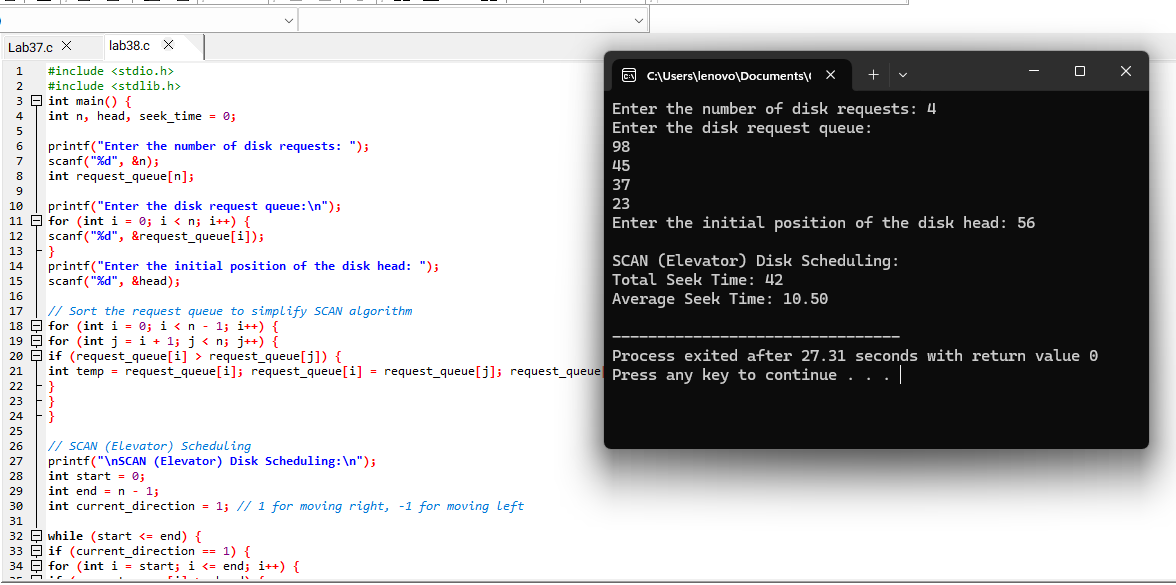 Lab37.c
lab38.c
1 #include <stdio.h>
2 #include <stdlib.h>
3 int main() {
4 int n, head, seek_time = 0;
5
6 printf("Enter the number of disk requests: ");
7 scanf("%d", &n);
8 int request_queue[n];
9
10 printf("Enter the disk request queue:\n");
11 for (int i = 0; i < n; i++) {
12 scanf("%d", &request_queue[i]);
13 }
14 printf("Enter the initial position of the disk head: ");
15 scanf("%d", &head);
16
17 // Sort the request queue to simplify SCAN algorithm
18 for (int i = 0; i < n - 1; i++) {
19 for (int j = i + 1; j < n; j++) {
20 if (request_queue[i] > request_queue[j]) {
21 int temp = request_queue[i]; request_queue[i] = request_queue[j]; request_queue
22 }
23 }
24 }
25
26 // SCAN (Elevator) Scheduling
27 printf("\nSCAN (Elevator) Disk Scheduling:\n");
28 int start = 0;
29 int end = n - 1;
30 int current_direction = 1; // 1 for moving right, -1 for moving left
31
32 while (start <= end) {
33 if (current_direction == 1) {
34 for (int i = start; i <= end; i++) {
C:\Users\lenovo\Documents\
Enter the number of disk requests: 4
Enter the disk request queue:
98
45
37
23
Enter the initial position of the disk head: 56
SCAN (Elevator) Disk Scheduling:
Total Seek Time: 42
Average Seek Time: 10.50
--------------------------------
Process exited after 27.31 seconds with return value 0
Press any key to continue . . .